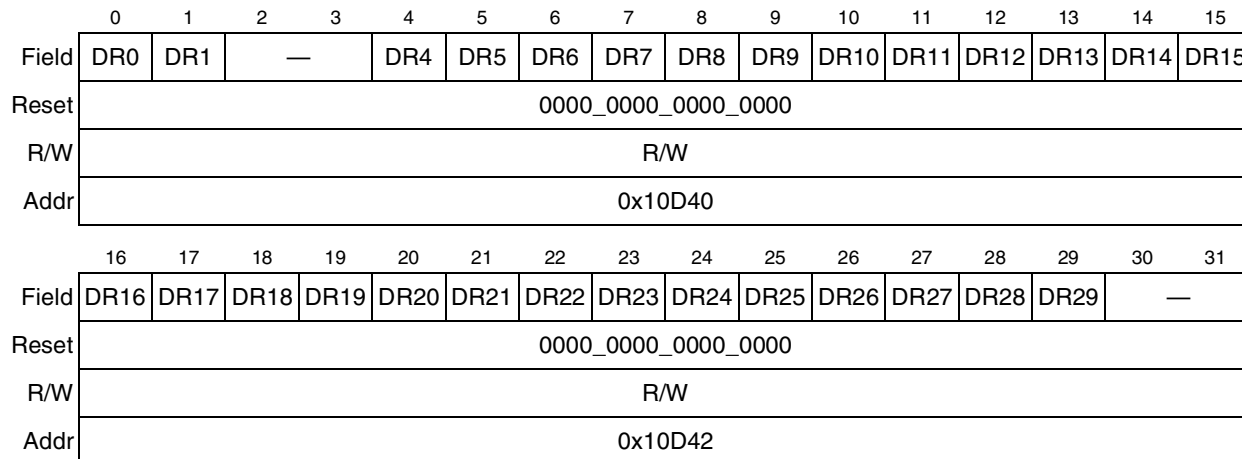 0 1 2 3 4 5 6 7 8 9 10 11 12 13 14 15
Field DR0 DR1 — DR4 DR5 DR6 DR7 DR8 DR9 DR10 DR11 DR12 DR13 DR14 DR15
Reset 0000_0000_0000_0000
R/W R/W
Addr 0x10D40
16 17 18 19 20 21 22 23 24 25 26 27 28 29 30 31
Field DR16 DR17 DR18 DR19 DR20 DR21 DR22 DR23 DR24 DR25 DR26 DR27 DR28 DR29 —
Reset 0000_0000_0000_0000
R/W R/W
Addr 0x10D42